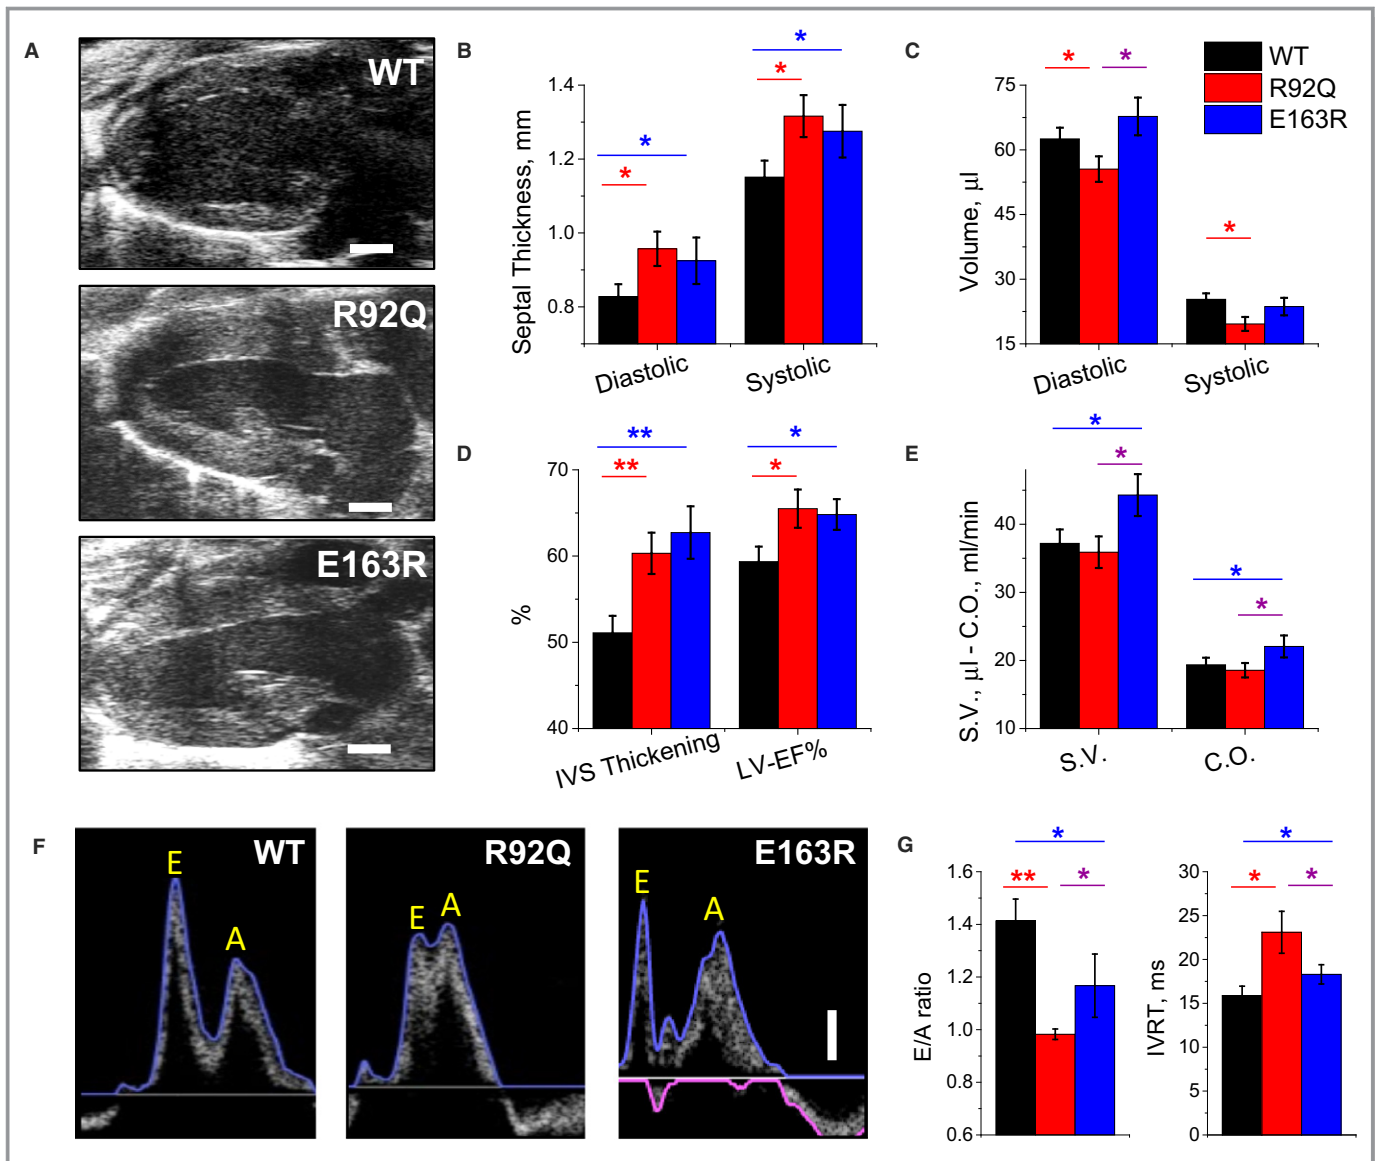 A
WT
R92Q
E163R
B
Septal Thickness, mm
1.4
1.2
1.0
0.8
*
*
*
*
Diastolic
Systolic
C
WT
R92Q
E163R
Volume, µl
75
60
45
30
15
*
*
*
Diastolic
Systolic
D
%
70
60
50
40
**
**
*
*
IVS Thickening
LV-EF%
E
S.V., µl - C.O., ml/min
40
30
20
10
*
*
*
*
S.V.
C.O.
F
WT
E
A
R92Q
E
A
E163R
E
A
G
E/A ratio
1.6
1.4
1.2
1.0
0.8
0.6
*
**
*
IVRT, ms
30
25
20
15
10
5
0
*
*
*